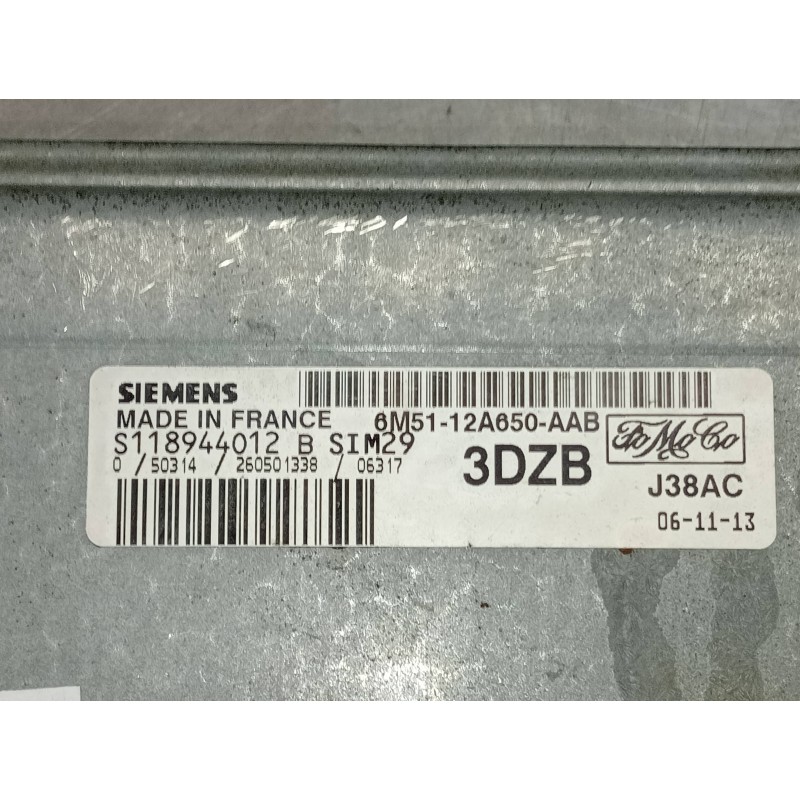 SIEMENS
MADE IN FRANCE 6M51-12A650-AAB
S118944012 B SIM29
0 / 50314 / 260501338 / 06317
3DZB
FoMoCo
J38AC
06-11-13